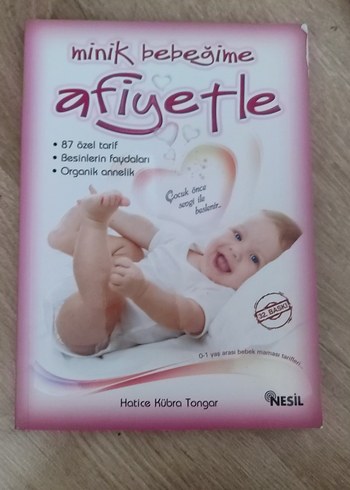 minik bebeğime
afiyetle
• 87 özel tarif
• Besinlerin faydaları
• Organik annelik
Çocuk önce
sevgi ile
beslenir..
32. BASKI
0-1 yaş arası bebek maması tarifleri..
Hatice Kübra Tongar
NESİL